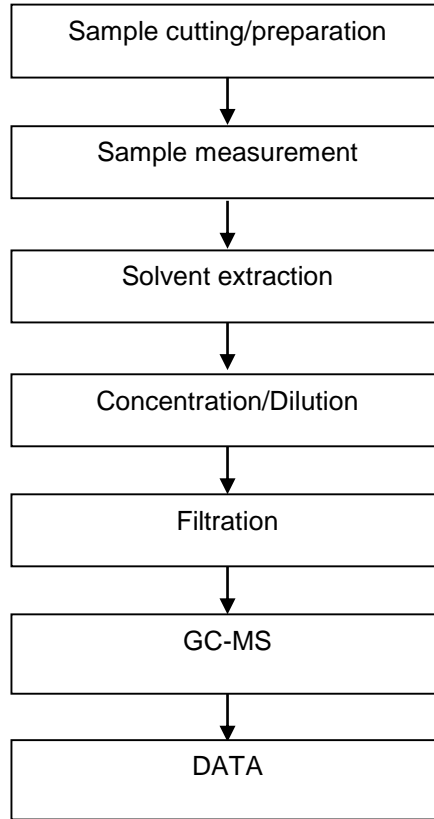 Sample cutting/preparation
Sample measurement
Solvent extraction
Concentration/Dilution
Filtration
GC-MS
DATA